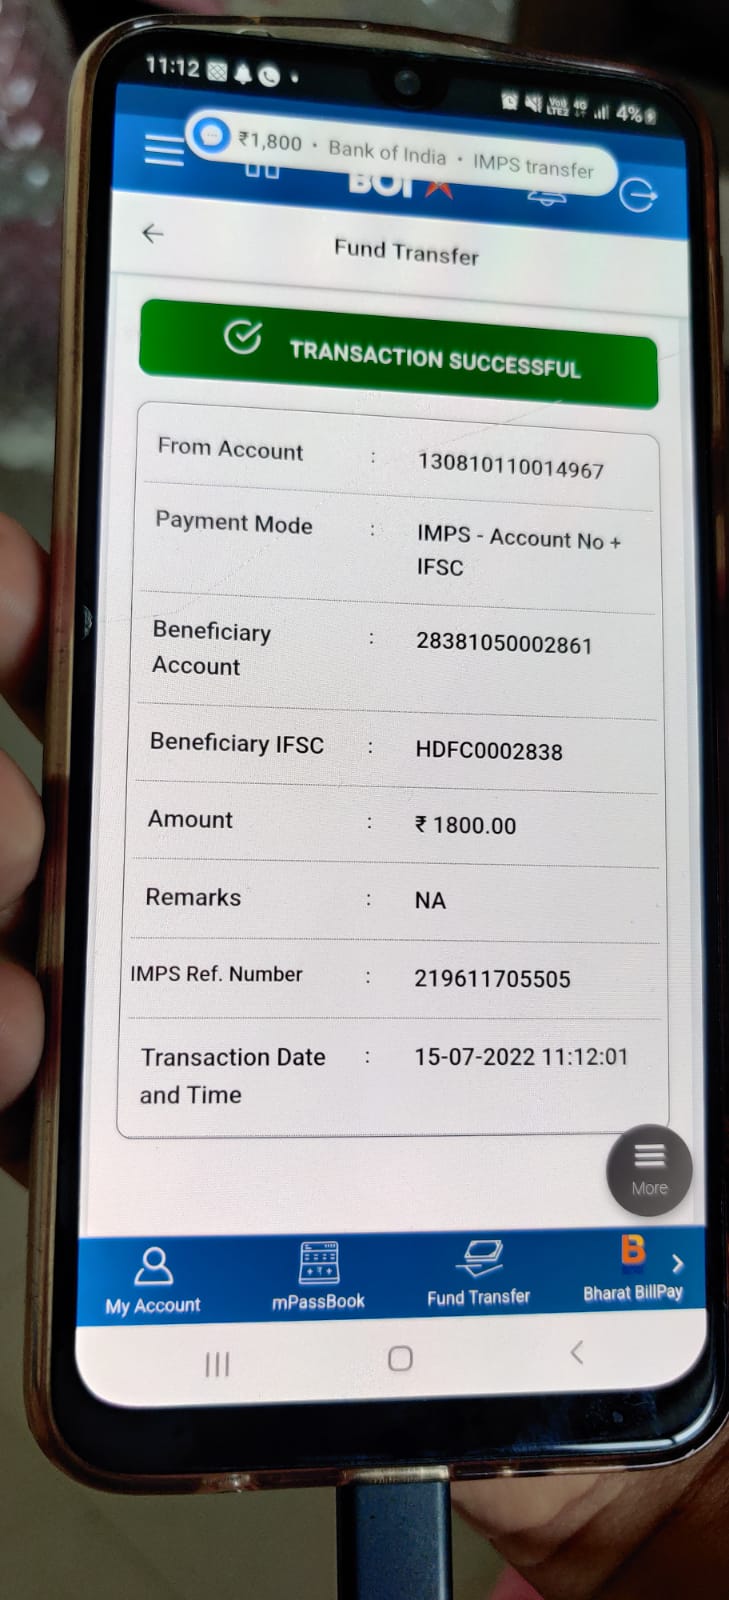 11:12
VoLTE2 4G 4%
₹1,800 • Bank of India • IMPS transfer
BOI
Fund Transfer
TRANSACTION SUCCESSFUL
From Account : 130810110014967
Payment Mode : IMPS - Account No +
IFSC
Beneficiary
Account : 28381050002861
Beneficiary IFSC : HDFC0002838
Amount : ₹ 1800.00
Remarks : NA
IMPS Ref. Number : 219611705505
Transaction Date
and Time : 15-07-2022 11:12:01
More
My Account mPassBook Fund Transfer Bharat BillPay